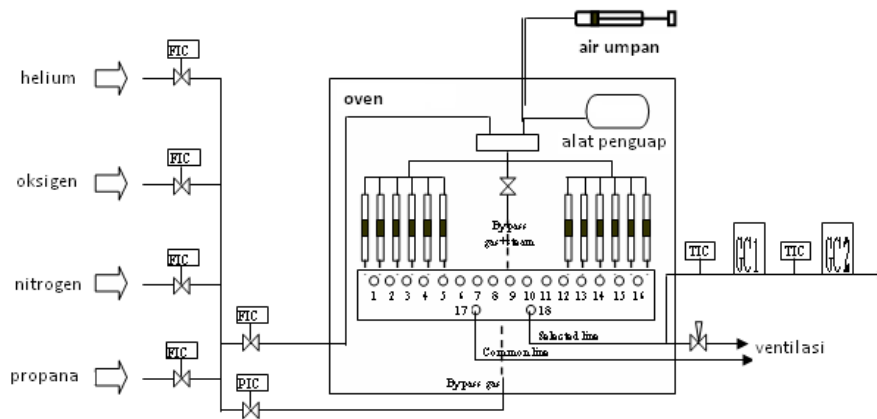 air umpan
FIC
helium
oven
alat penguap
FIC
oksigen
Bypass
gas+steam
TIC
GC1
TIC
GC2
FIC
nitrogen
1 2 3 4 5 6 7 8 9 10 11 12 13 14 15 16
17 18
FIC
Selected line
ventilasi
Common line
FIC
propana
PIC
Bypass gas